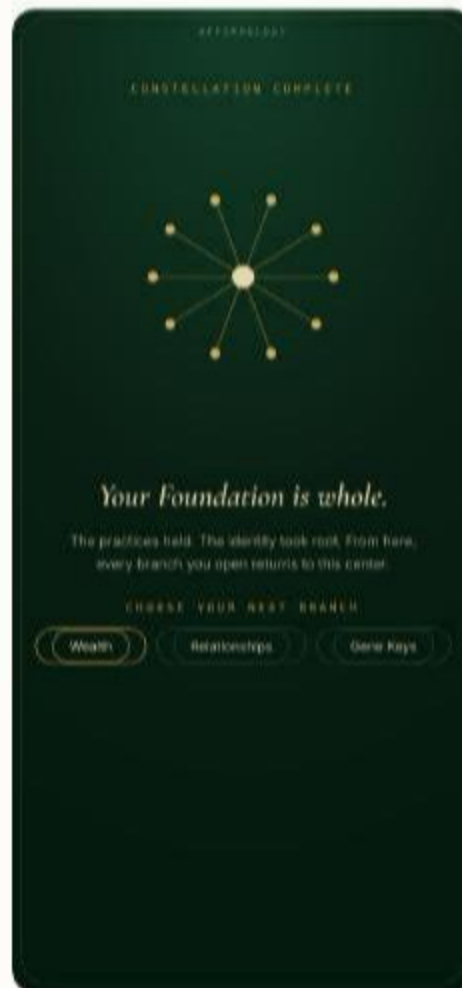 CONSTELLATION COMPLETE
Your Foundation is whole.
The practices held. The identity took root. From here,
every branch you open returns to this center.
CHOOSE YOUR NEXT BRANCH
Wealth Relationships Gene Keys